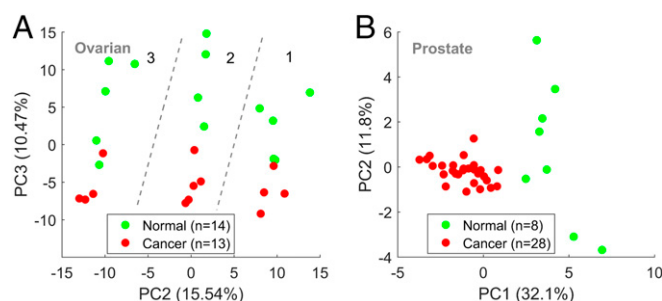 A
Ovarian
3
2
1
15
10
5
0
-5
-10
Normal (n=14)
Cancer (n=13)
-15
-10
-5
0
5
10
15
PC2 (15.54%)
PC3 (10.47%)
B
Prostate
6
4
2
0
-2
-4
Normal (n=8)
Cancer (n=28)
-5
0
5
10
PC1 (32.1%)
PC2 (11.8%)